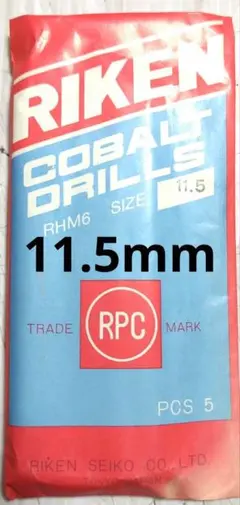 RIKEN
COBALT
DRILLS
RHM6 SIZE 11.5
11.5mm
TRADE RPC MARK
PCS 5
RIKEN SEIKO CO., LTD.